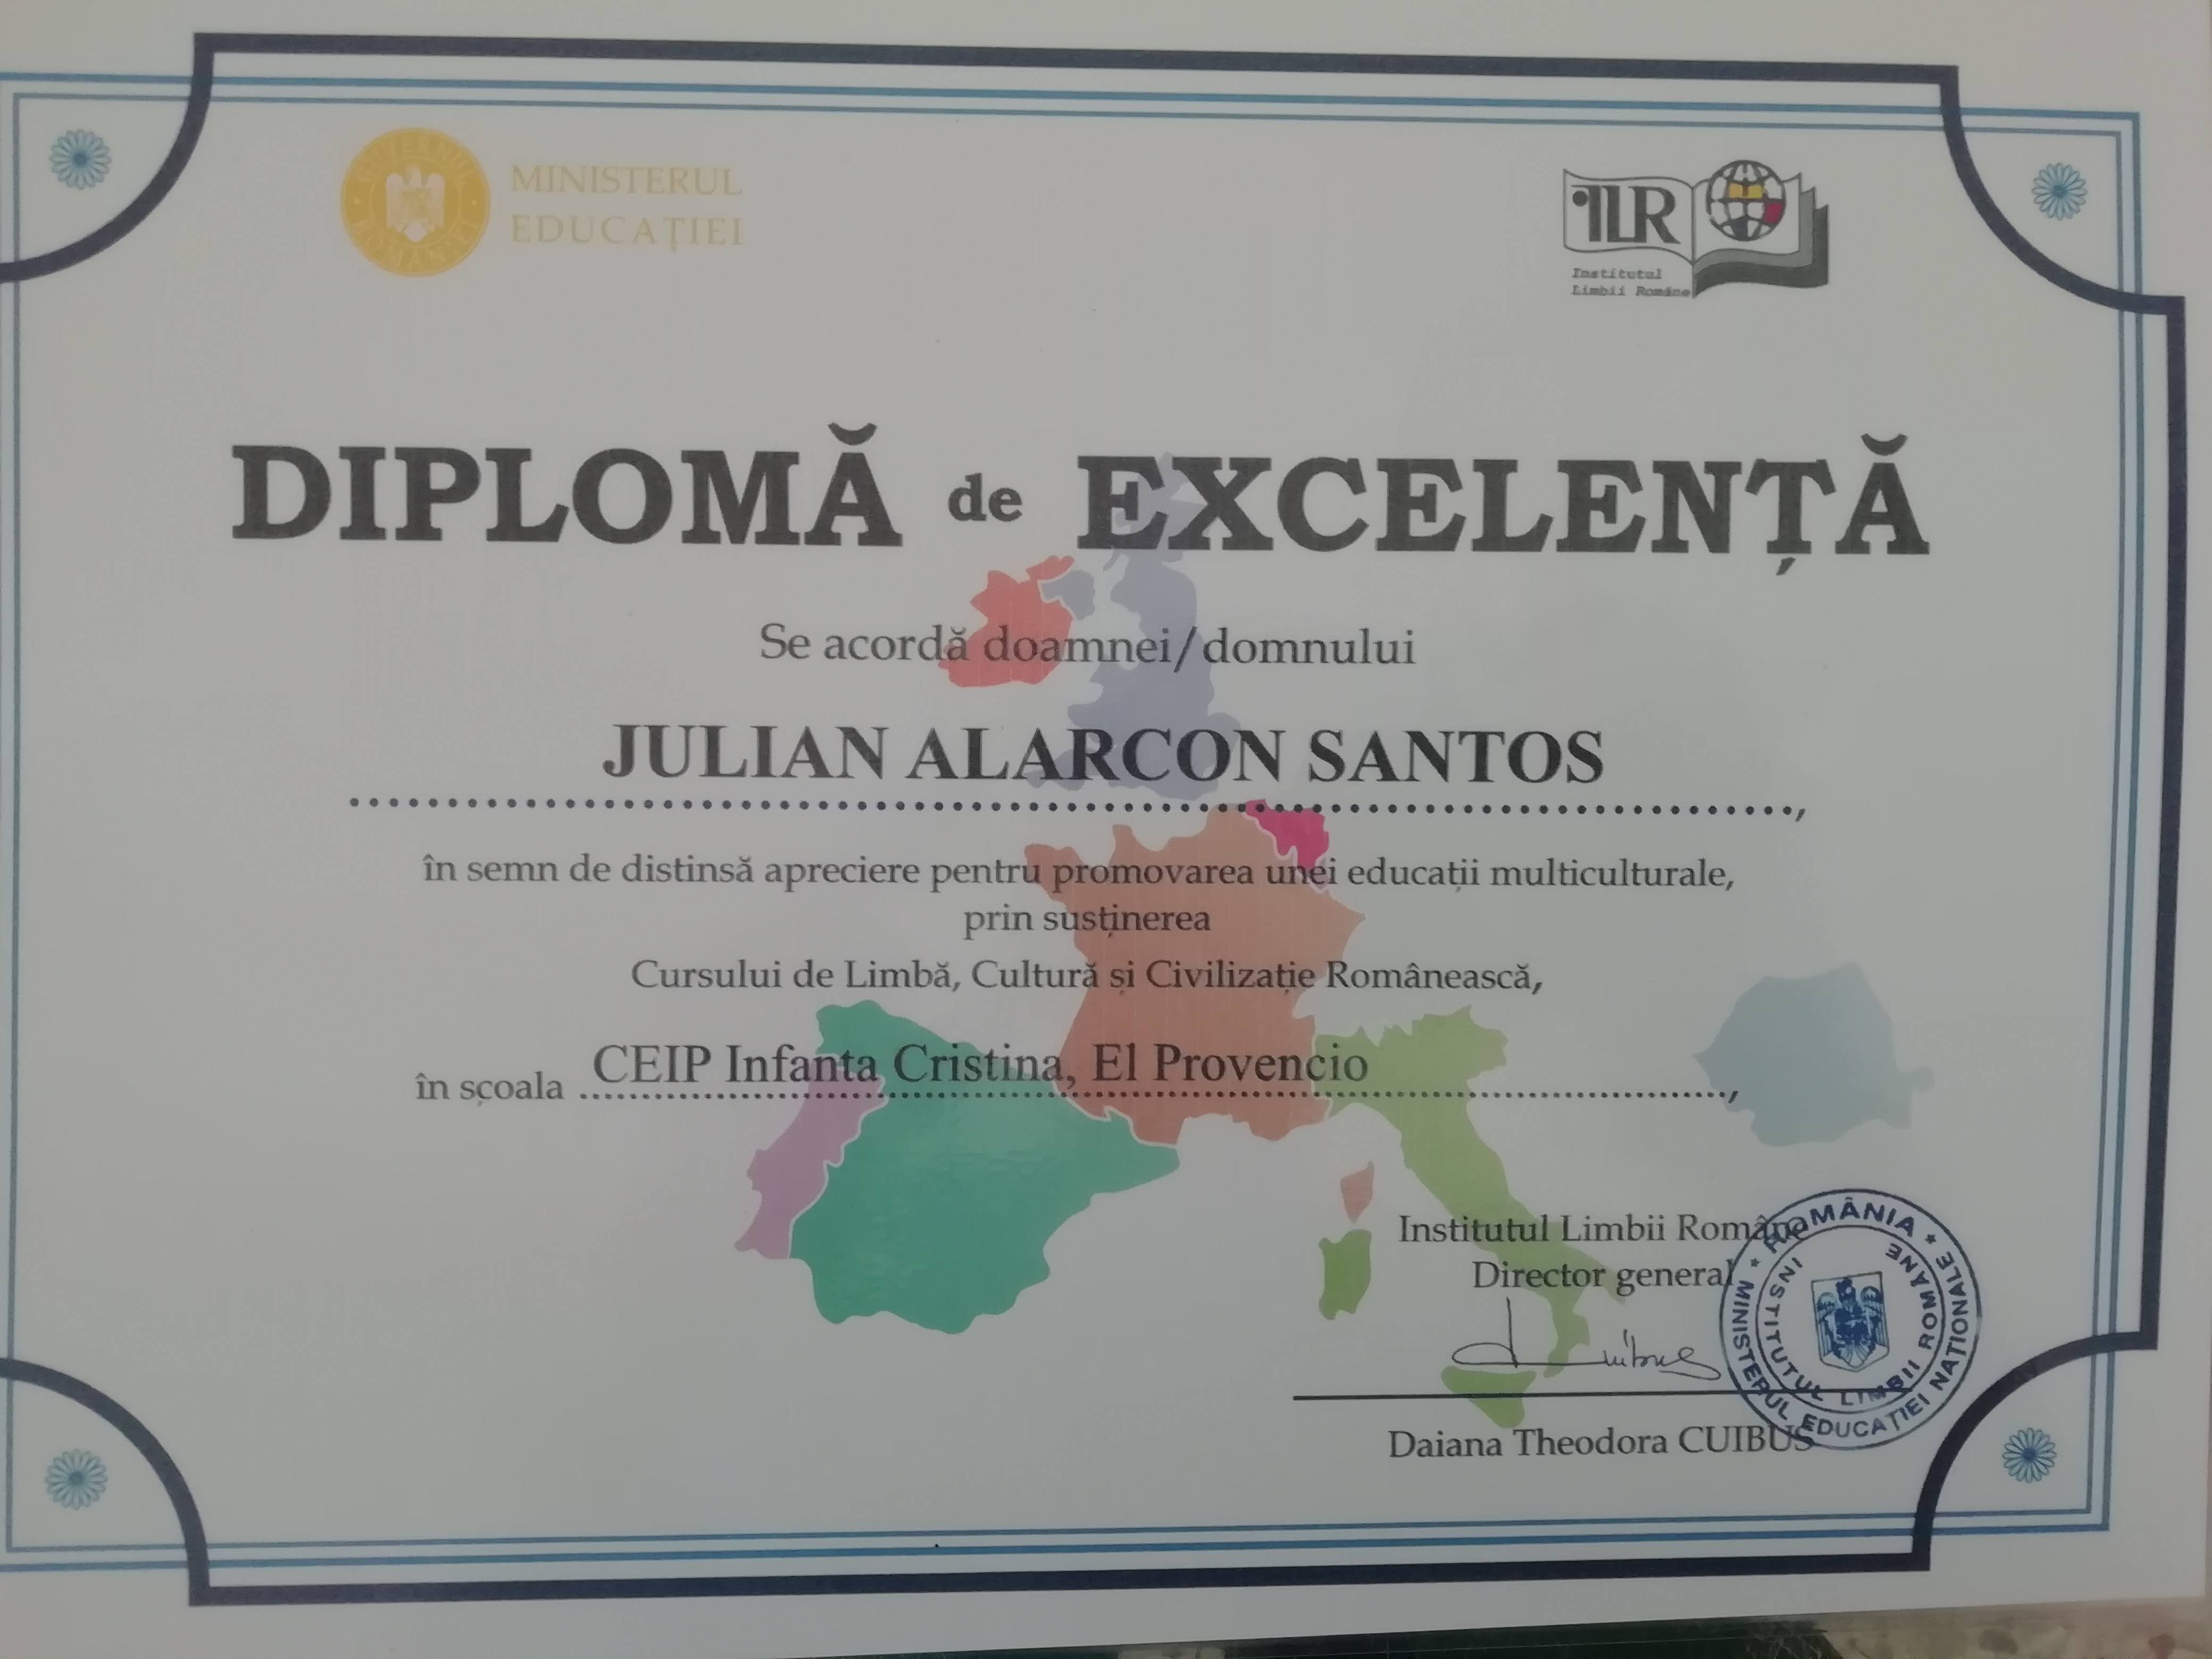 GUVERNUL ROMÂNIEI
MINISTERUL
EDUCAȚIEI
ILR
Institutul
Limbii Române
DIPLOMĂ de EXCELENȚĂ
Se acordă doamnei/domnului
JULIAN ALARCON SANTOS
în semn de distinsă apreciere pentru promovarea unei educații multiculturale,
prin susținerea
Cursului de Limbă, Cultură și Civilizație Românească,
în școala CEIP Infanta Cristina, El Provencio,
Institutul Limbii Române
Director general
Daiana Theodora CUIBUS
* ROMÂNIA *
MINISTERUL EDUCAȚIEI NAȚIONALE
INSTITUTUL LIMBII ROMÂNE